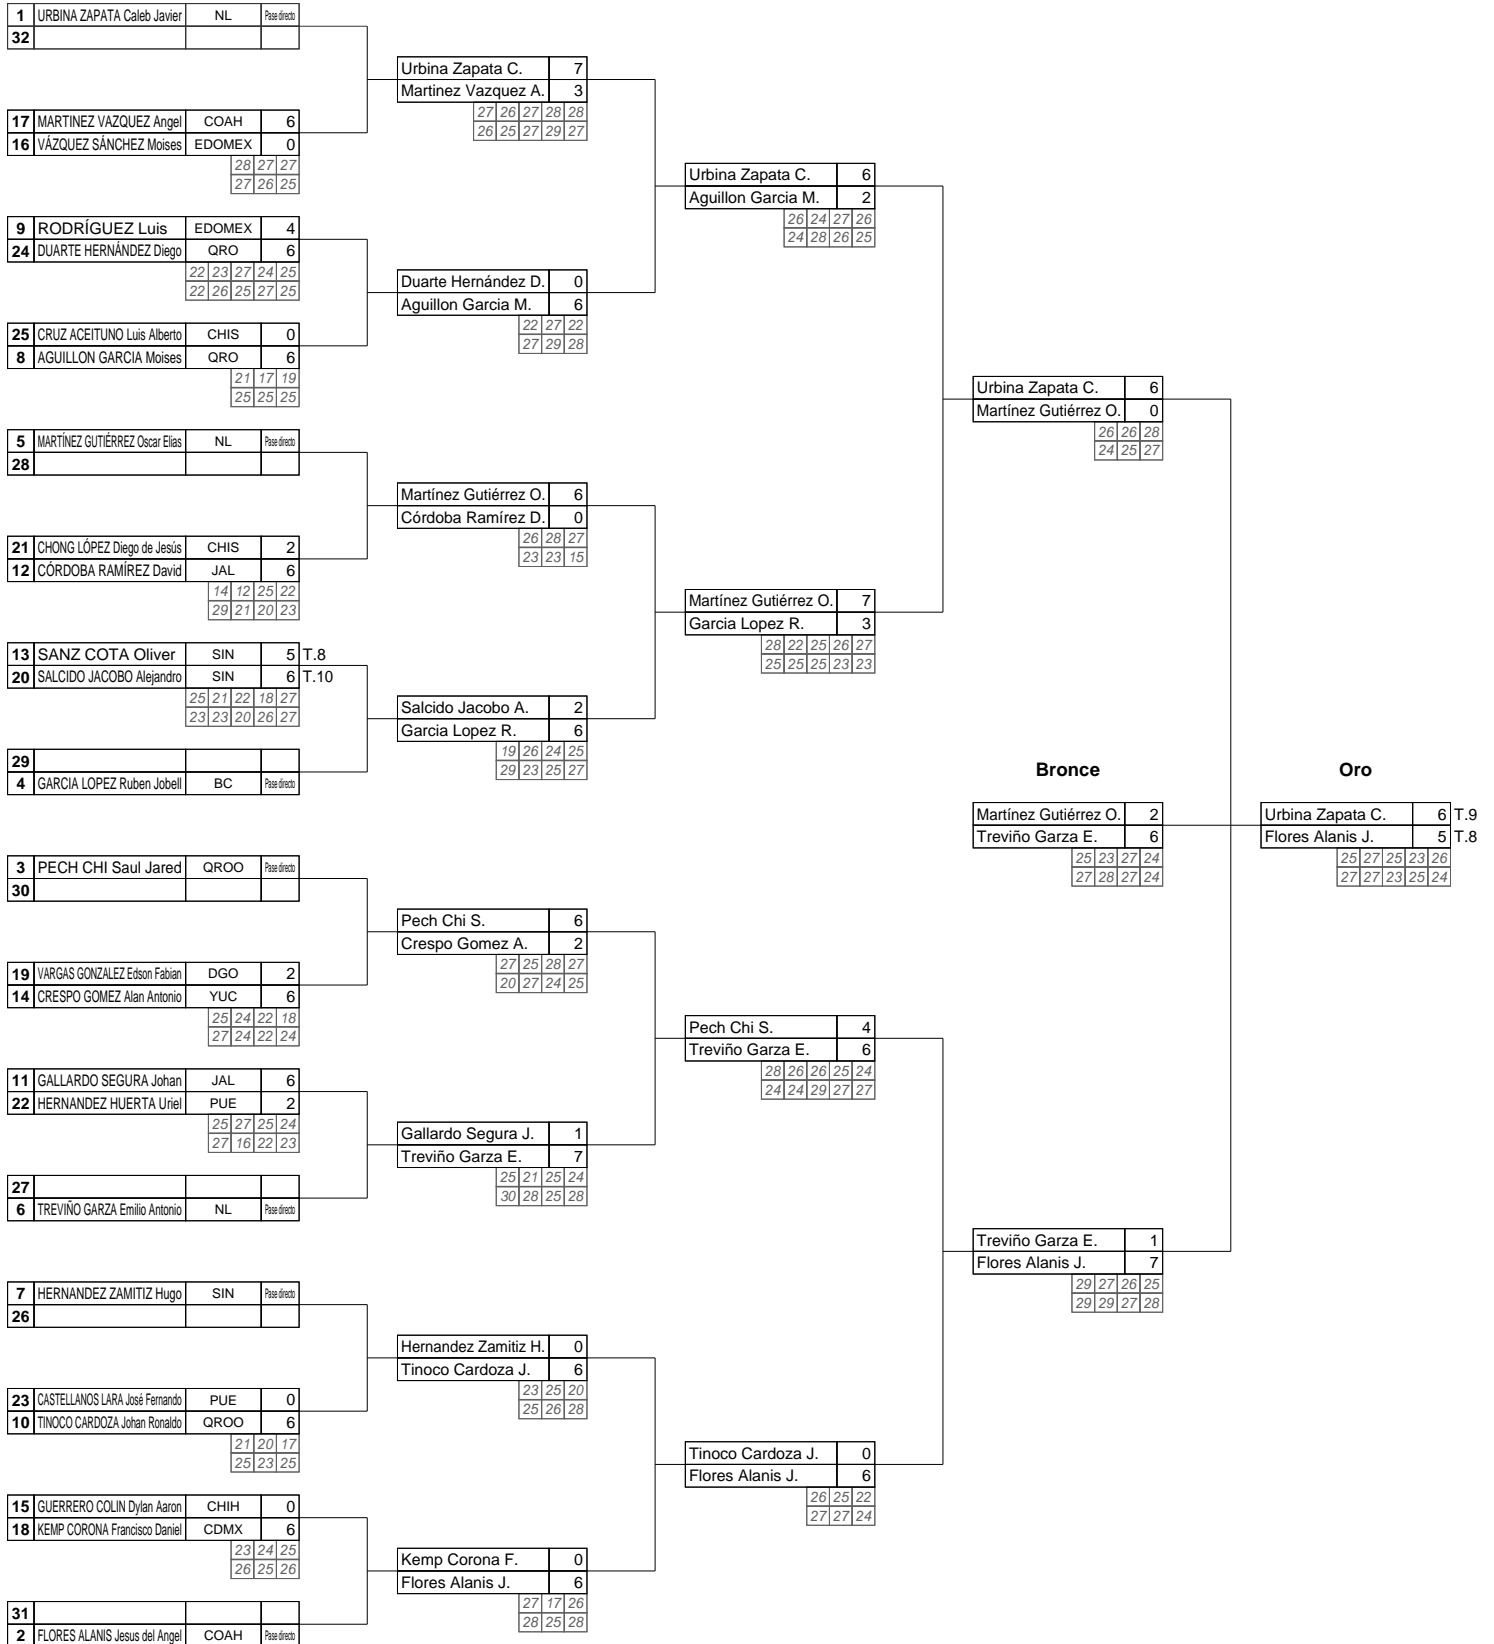 1 URBINA ZAPATA Caleb Javier NL Pase directo
32
Urbina Zapata C. 7
Martinez Vazquez A. 3
27 26 27 28 28
26 25 27 29 27
17 MARTINEZ VAZQUEZ Angel COAH 6
16 VÁZQUEZ SÁNCHEZ Moises EDOMEX 0
28 27 27
27 26 25
Urbina Zapata C. 6
Aguillon Garcia M. 2
26 24 27 26
24 28 26 25
9 RODRÍGUEZ Luis EDOMEX 4
24 DUARTE HERNÁNDEZ Diego QRO 6
22 23 27 24 25
22 26 25 27 25
Duarte Hernández D. 0
Aguillon Garcia M. 6
22 27 22
27 29 28
25 CRUZ ACEITUNO Luis Alberto CHIS 0
8 AGUILLON GARCIA Moises QRO 6
21 17 19
25 25 25
Urbina Zapata C. 6
Martínez Gutiérrez O. 0
26 26 28
24 25 27
5 MARTÍNEZ GUTIÉRREZ Oscar Elias NL Pase directo
28
Martínez Gutiérrez O. 6
Córdoba Ramírez D. 0
26 28 27
23 23 15
21 CHONG LÓPEZ Diego de Jesús CHIS 2
12 CÓRDOBA RAMÍREZ David JAL 6
14 12 25 22
29 21 20 23
Martínez Gutiérrez O. 7
Garcia Lopez R. 3
28 22 25 26 27
25 25 25 23 23
13 SANZ COTA Oliver SIN 5 T.8
20 SALCIDO JACOBO Alejandro SIN 6 T.10
25 21 22 18 27
23 23 20 26 27
Salcido Jacobo A. 2
Garcia Lopez R. 6
19 26 24 25
29 23 25 27
29
4 GARCIA LOPEZ Ruben Jobell BC Pase directo
Bronce Oro
Martínez Gutiérrez O. 2
Treviño Garza E. 6
25 23 27 24
27 28 27 24
Urbina Zapata C. 6 T.9
Flores Alanis J. 5 T.8
25 27 25 23 26
27 27 23 25 24
3 PECH CHI Saul Jared QROO Pase directo
30
Pech Chi S. 6
Crespo Gomez A. 2
27 25 28 27
20 27 24 25
19 VARGAS GONZALEZ Edson Fabian DGO 2
14 CRESPO GOMEZ Alan Antonio YUC 6
25 24 22 18
27 24 22 24
Pech Chi S. 4
Treviño Garza E. 6
28 26 26 25 24
24 24 29 27 27
11 GALLARDO SEGURA Johan JAL 6
22 HERNANDEZ HUERTA Uriel PUE 2
25 27 25 24
27 16 22 23
Gallardo Segura J. 1
Treviño Garza E. 7
25 21 25 24
30 28 25 28
27
6 TREVIÑO GARZA Emilio Antonio NL Pase directo
Treviño Garza E. 1
Flores Alanis J. 7
29 27 26 25
29 29 27 28
7 HERNANDEZ ZAMITIZ Hugo SIN Pase directo
26
Hernandez Zamitiz H. 0
Tinoco Cardoza J. 6
23 25 20
25 26 28
23 CASTELLANOS LARA José Fernando PUE 0
10 TINOCO CARDOZA Johan Ronaldo QROO 6
21 20 17
25 23 25
Tinoco Cardoza J. 0
Flores Alanis J. 6
26 25 22
27 27 24
15 GUERRERO COLIN Dylan Aaron CHIH 0
18 KEMP CORONA Francisco Daniel CDMX 6
23 24 25
26 25 26
Kemp Corona F. 0
Flores Alanis J. 6
27 17 26
28 25 28
31
2 FLORES ALANIS Jesus del Angel COAH Pase directo